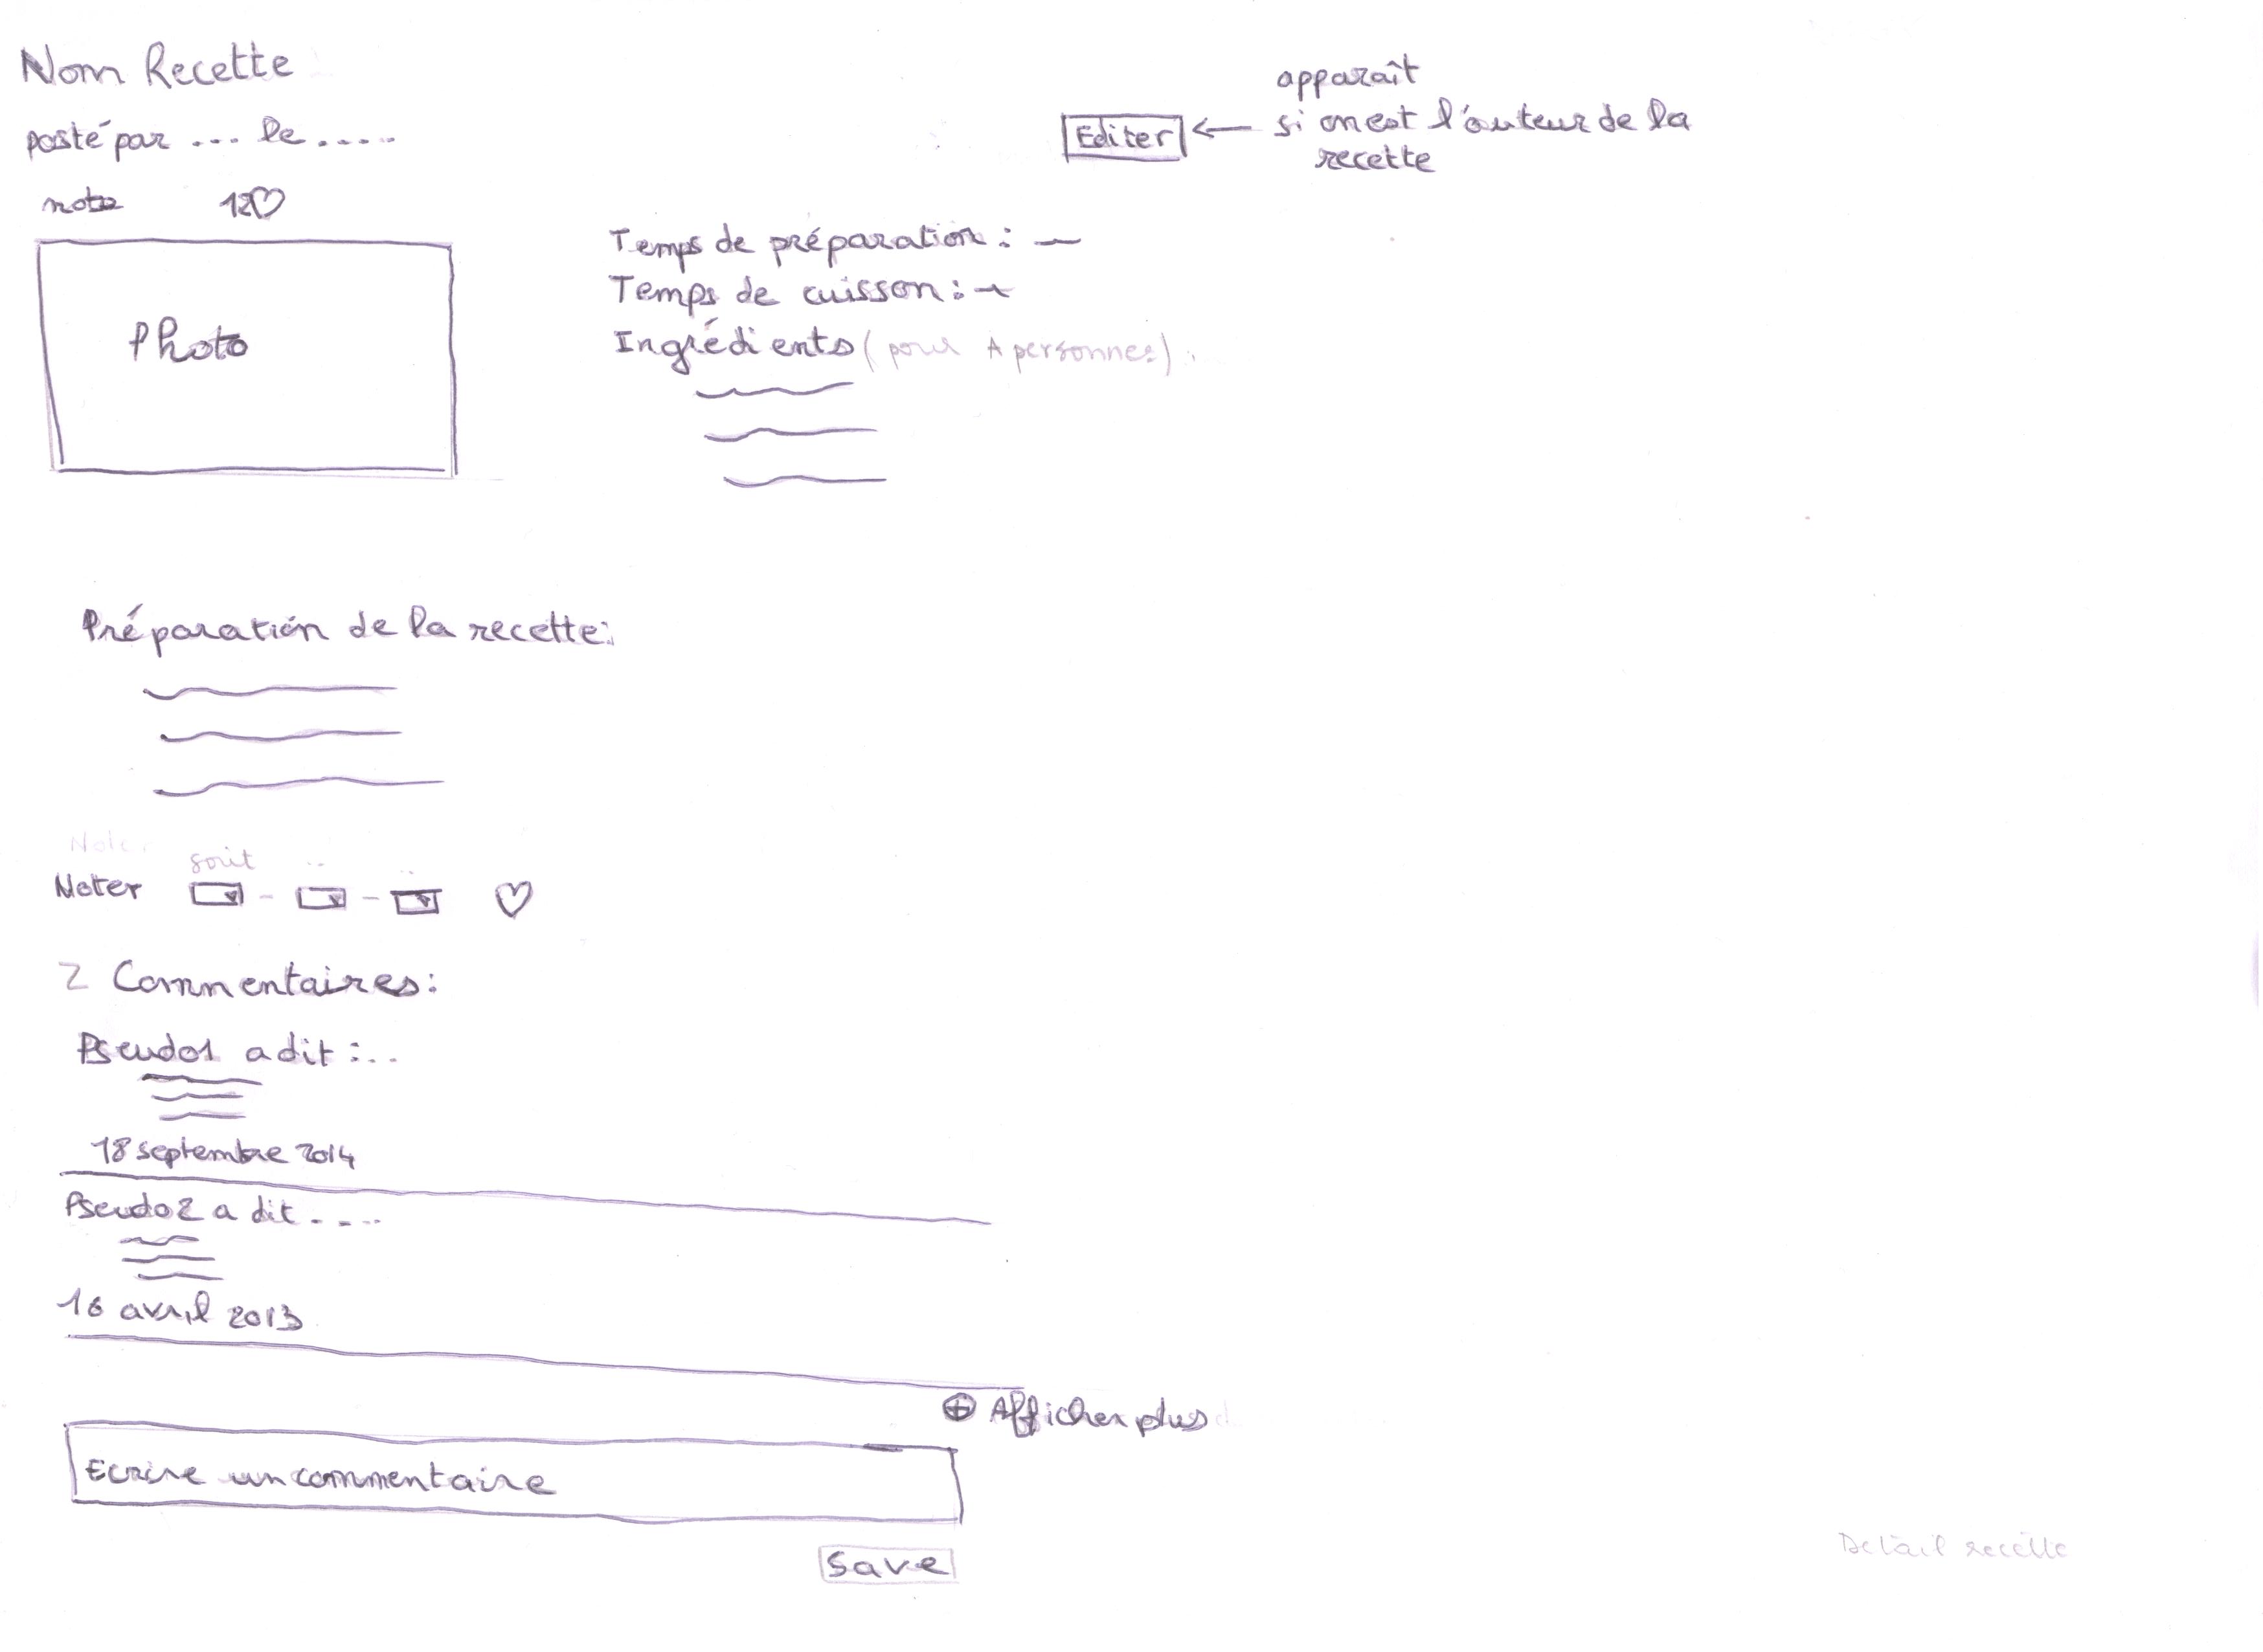 Nom Recette
posté par ... le .....
Editer
apparaît
si on est l'auteur de la
recette
note 12
Temps de préparation :
Temps de cuisson :
Ingrédients (pour 4 personnes) :
Photo
Préparation de la recette:
Noter
goût
Noter
2 Commentaires:
Pseudo1 a dit :..
18 septembre 2014
Pseudo2 a dit ....
16 avril 2013
Afficher plus
Ecrire un commentaire
Save
Détail recette